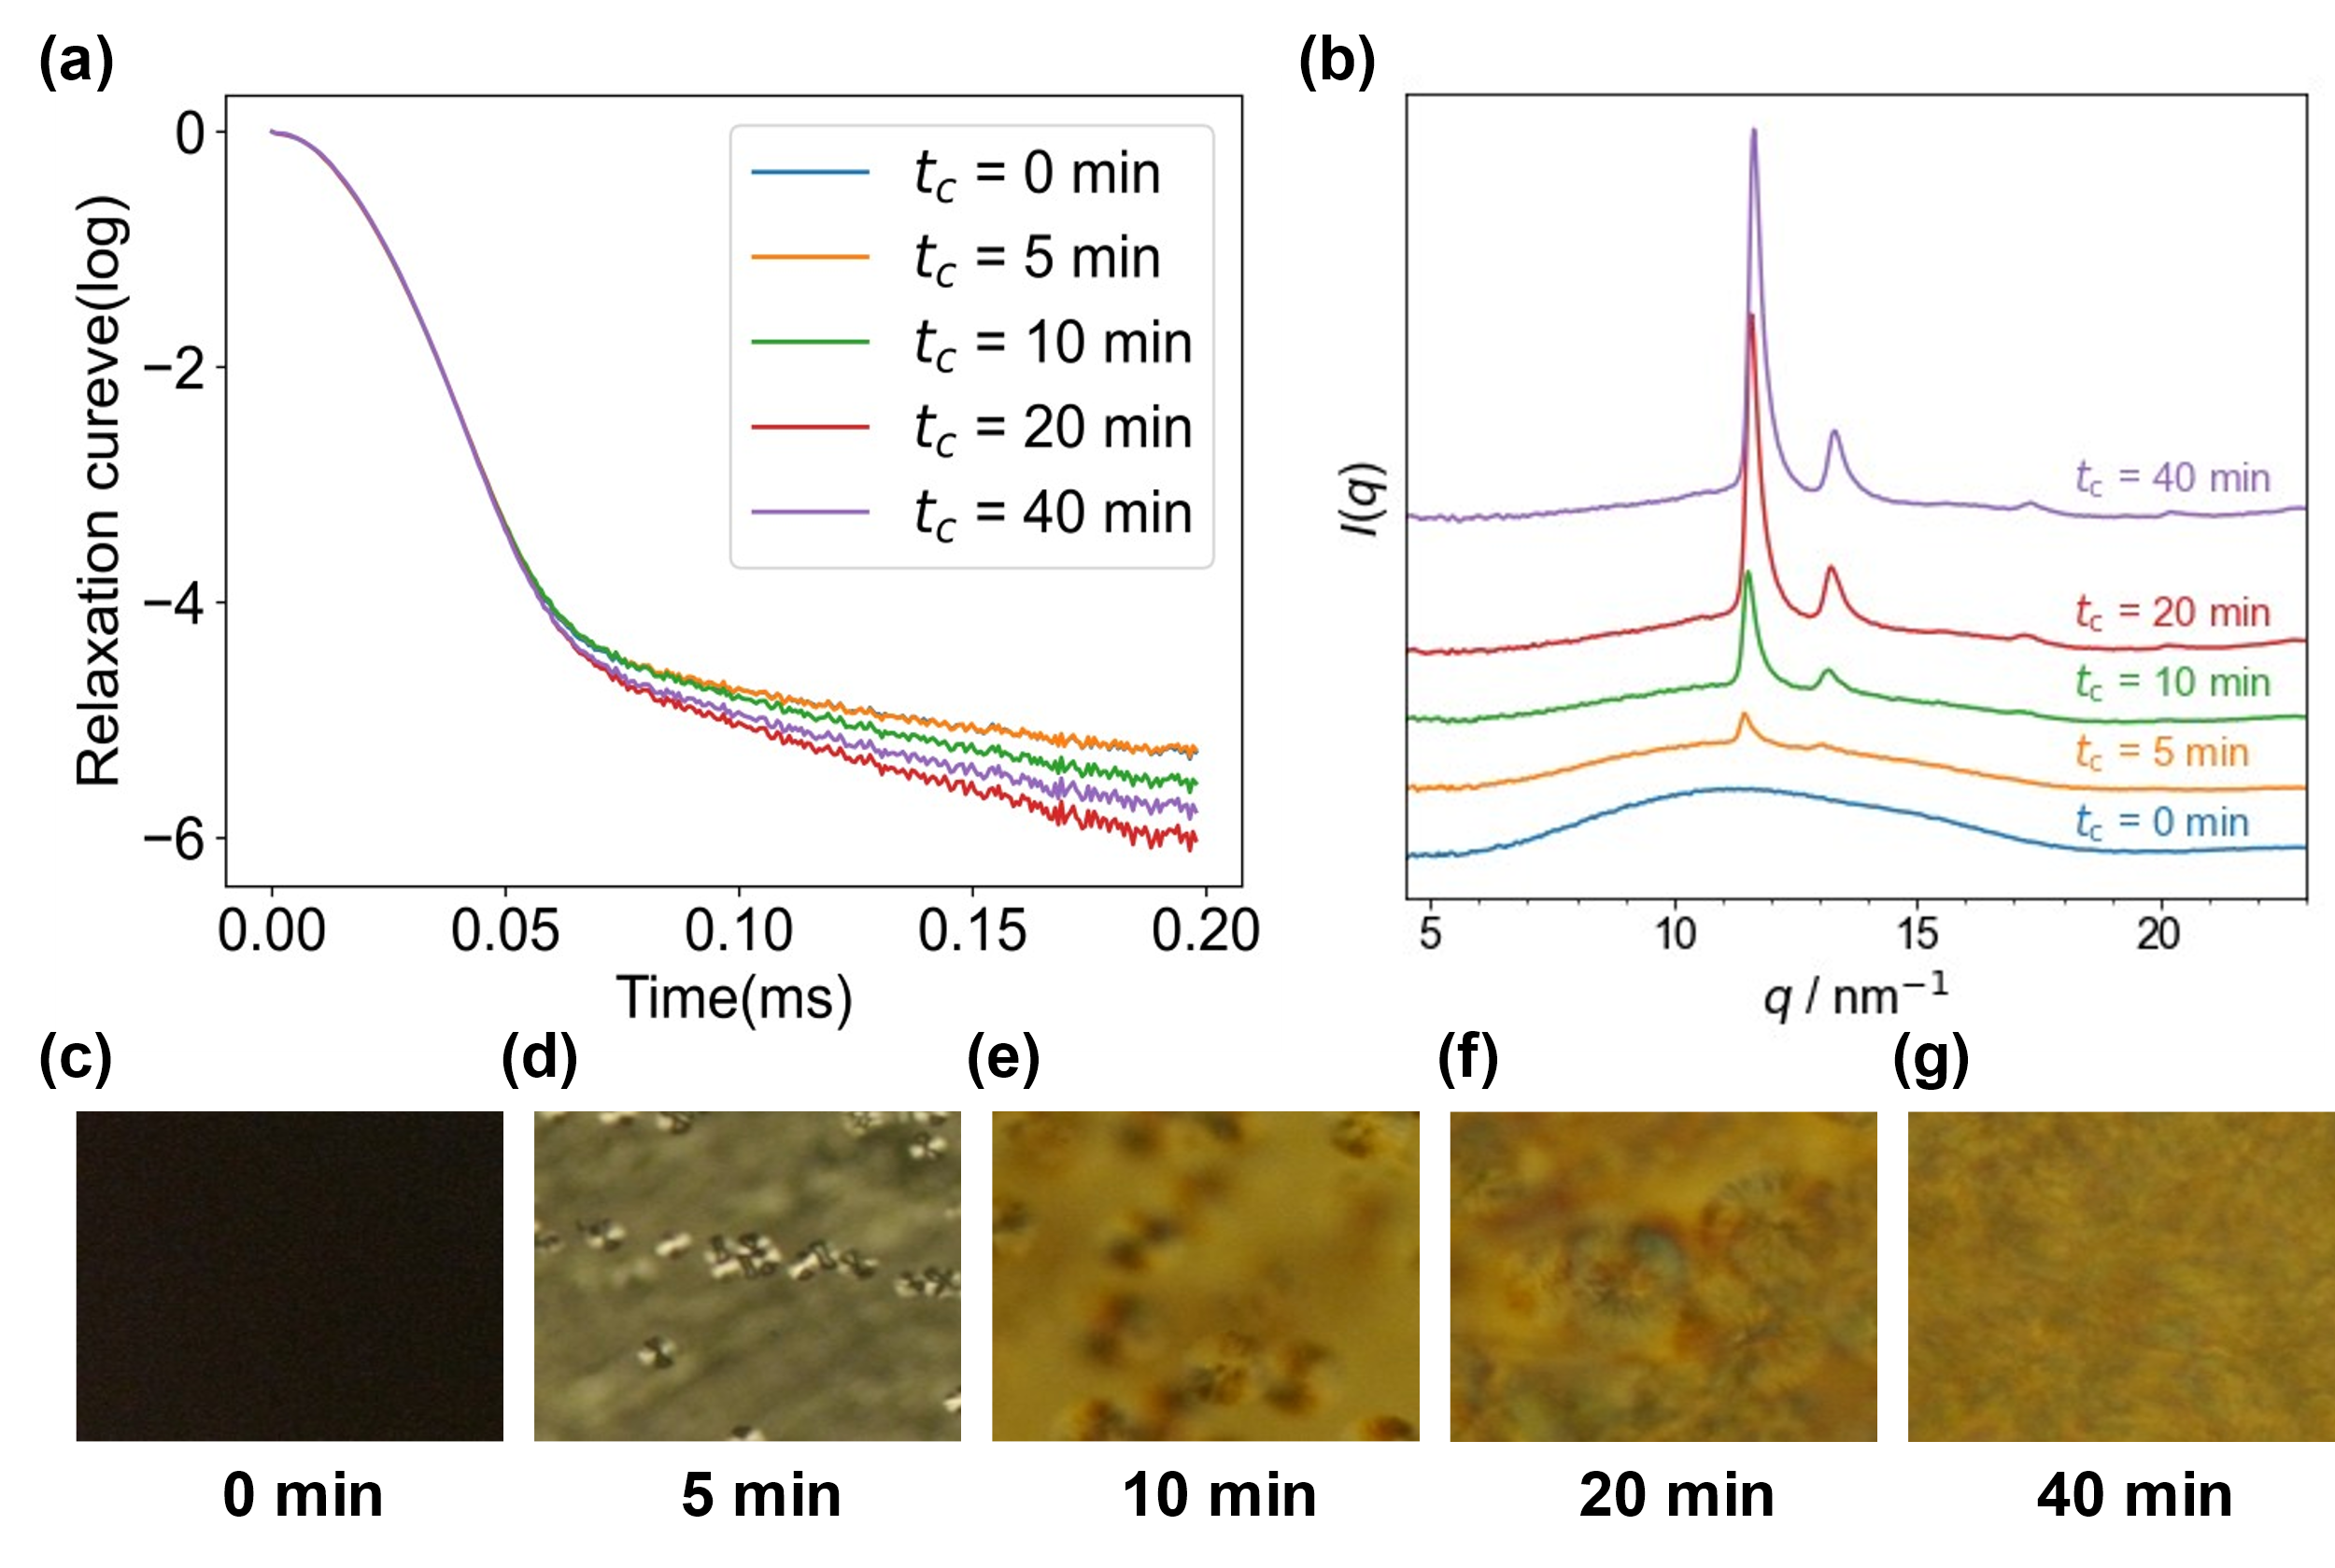 (a)
Relaxation cureve(log)
0
−2
−4
−6
t_c = 0 min
t_c = 5 min
t_c = 10 min
t_c = 20 min
t_c = 40 min
0.00 0.05 0.10 0.15 0.20
Time(ms)
(b)
I(q)
t_c = 40 min
t_c = 20 min
t_c = 10 min
t_c = 5 min
t_c = 0 min
5 10 15 20
q / nm⁻¹
(c) (d) (e) (f) (g)
0 min 5 min 10 min 20 min 40 min